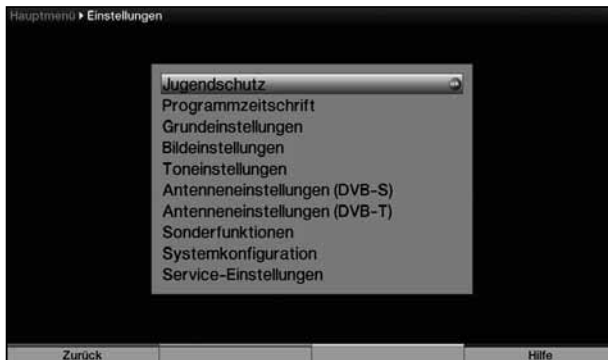 Hauptmenü ▸ Einstellungen
Jugendschutz
Programmzeitschrift
Grundeinstellungen
Bildeinstellungen
Toneinstellungen
Antenneneinstellungen (DVB-S)
Antenneneinstellungen (DVB-T)
Sonderfunktionen
Systemkonfiguration
Service-Einstellungen
Zurück Hilfe